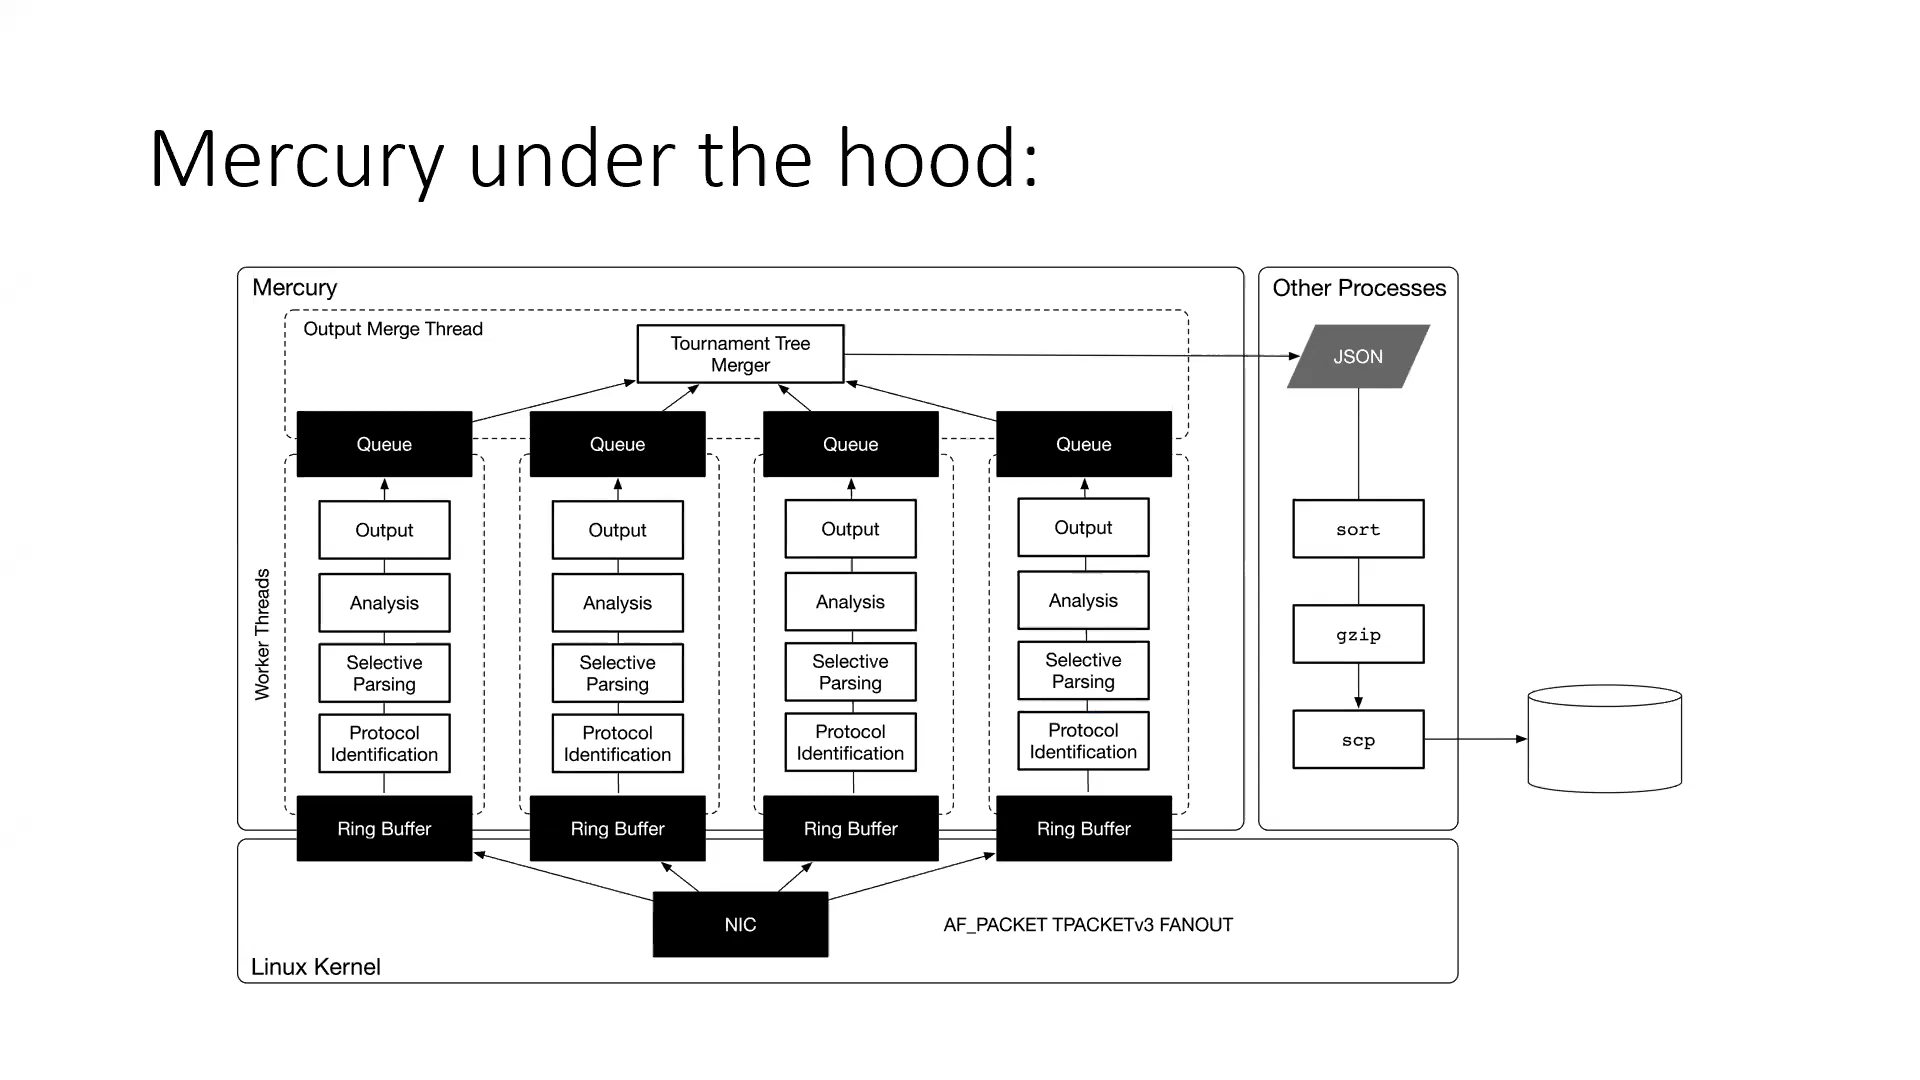 Mercury under the hood:
Mercury
Other Processes
Output Merge Thread
Tournament Tree
Merger
JSON
Queue
Queue
Queue
Queue
Worker Threads
Output
Output
Output
Output
sort
Analysis
Analysis
Analysis
Analysis
gzip
Selective
Parsing
Selective
Parsing
Selective
Parsing
Selective
Parsing
Protocol
Identification
Protocol
Identification
Protocol
Identification
Protocol
Identification
scp
Ring Buffer
Ring Buffer
Ring Buffer
Ring Buffer
NIC
AF_PACKET TPACKETv3 FANOUT
Linux Kernel